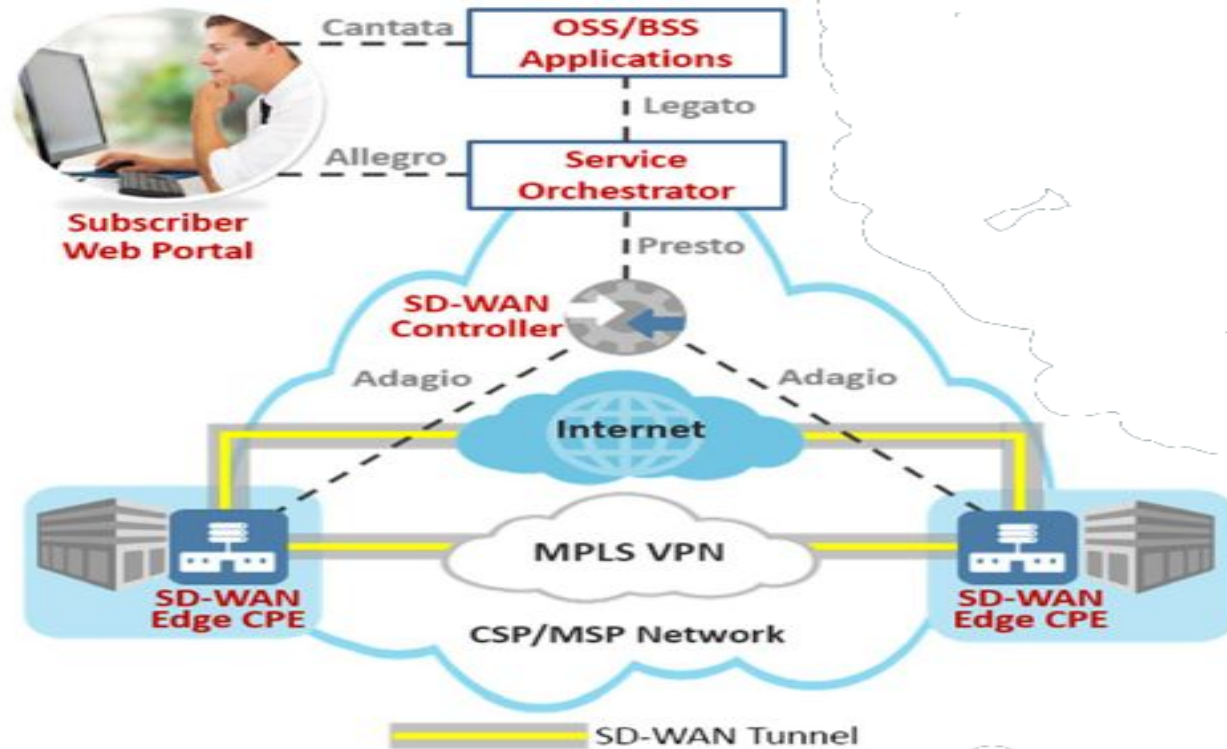 Cantata
OSS/BSS
Applications
Legato
Allegro
Service
Orchestrator
Subscriber
Web Portal
Presto
SD-WAN
Controller
Adagio
Adagio
Internet
MPLS VPN
SD-WAN
Edge CPE
SD-WAN
Edge CPE
CSP/MSP Network
SD-WAN Tunnel